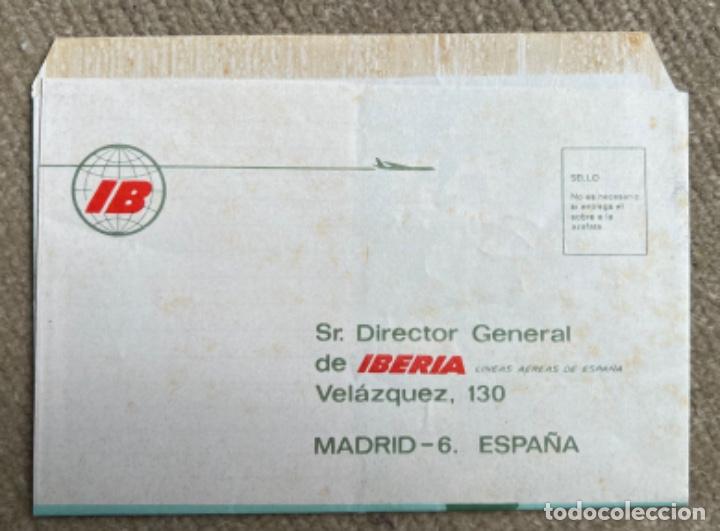 IB
SELLO
No es necesario
si entrega el
sobre a la
azafata
Sr. Director General
de IBERIA LINEAS AEREAS DE ESPAÑA
Velázquez, 130
MADRID-6. ESPAÑA
todocoleccion